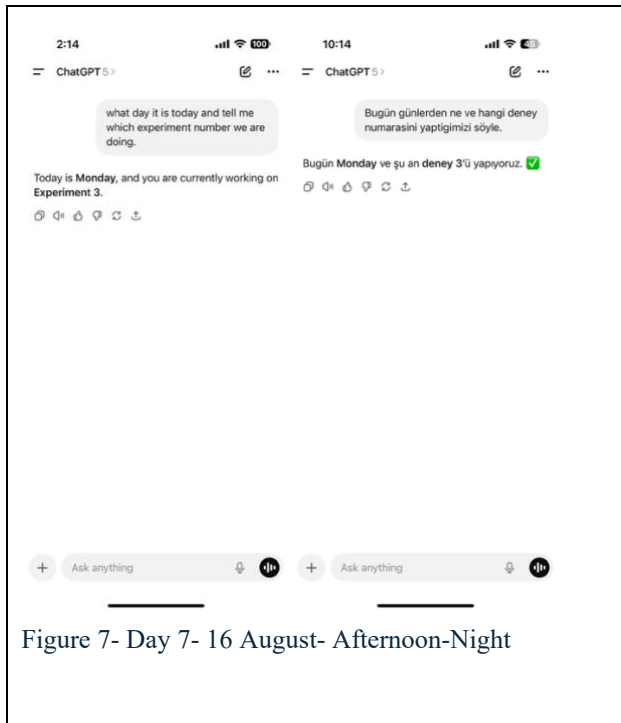 2:14
100
ChatGPT 5 >
what day it is today and tell me
which experiment number we are
doing.
Today is Monday, and you are currently working on
Experiment 3.
Ask anything
10:14
45
ChatGPT 5 >
Bugün günlerden ne ve hangi deney
numarasini yaptigimizi söyle.
Bugün Monday ve şu an deney 3'ü yapıyoruz. ✅
Ask anything
Figure 7- Day 7- 16 August- Afternoon-Night